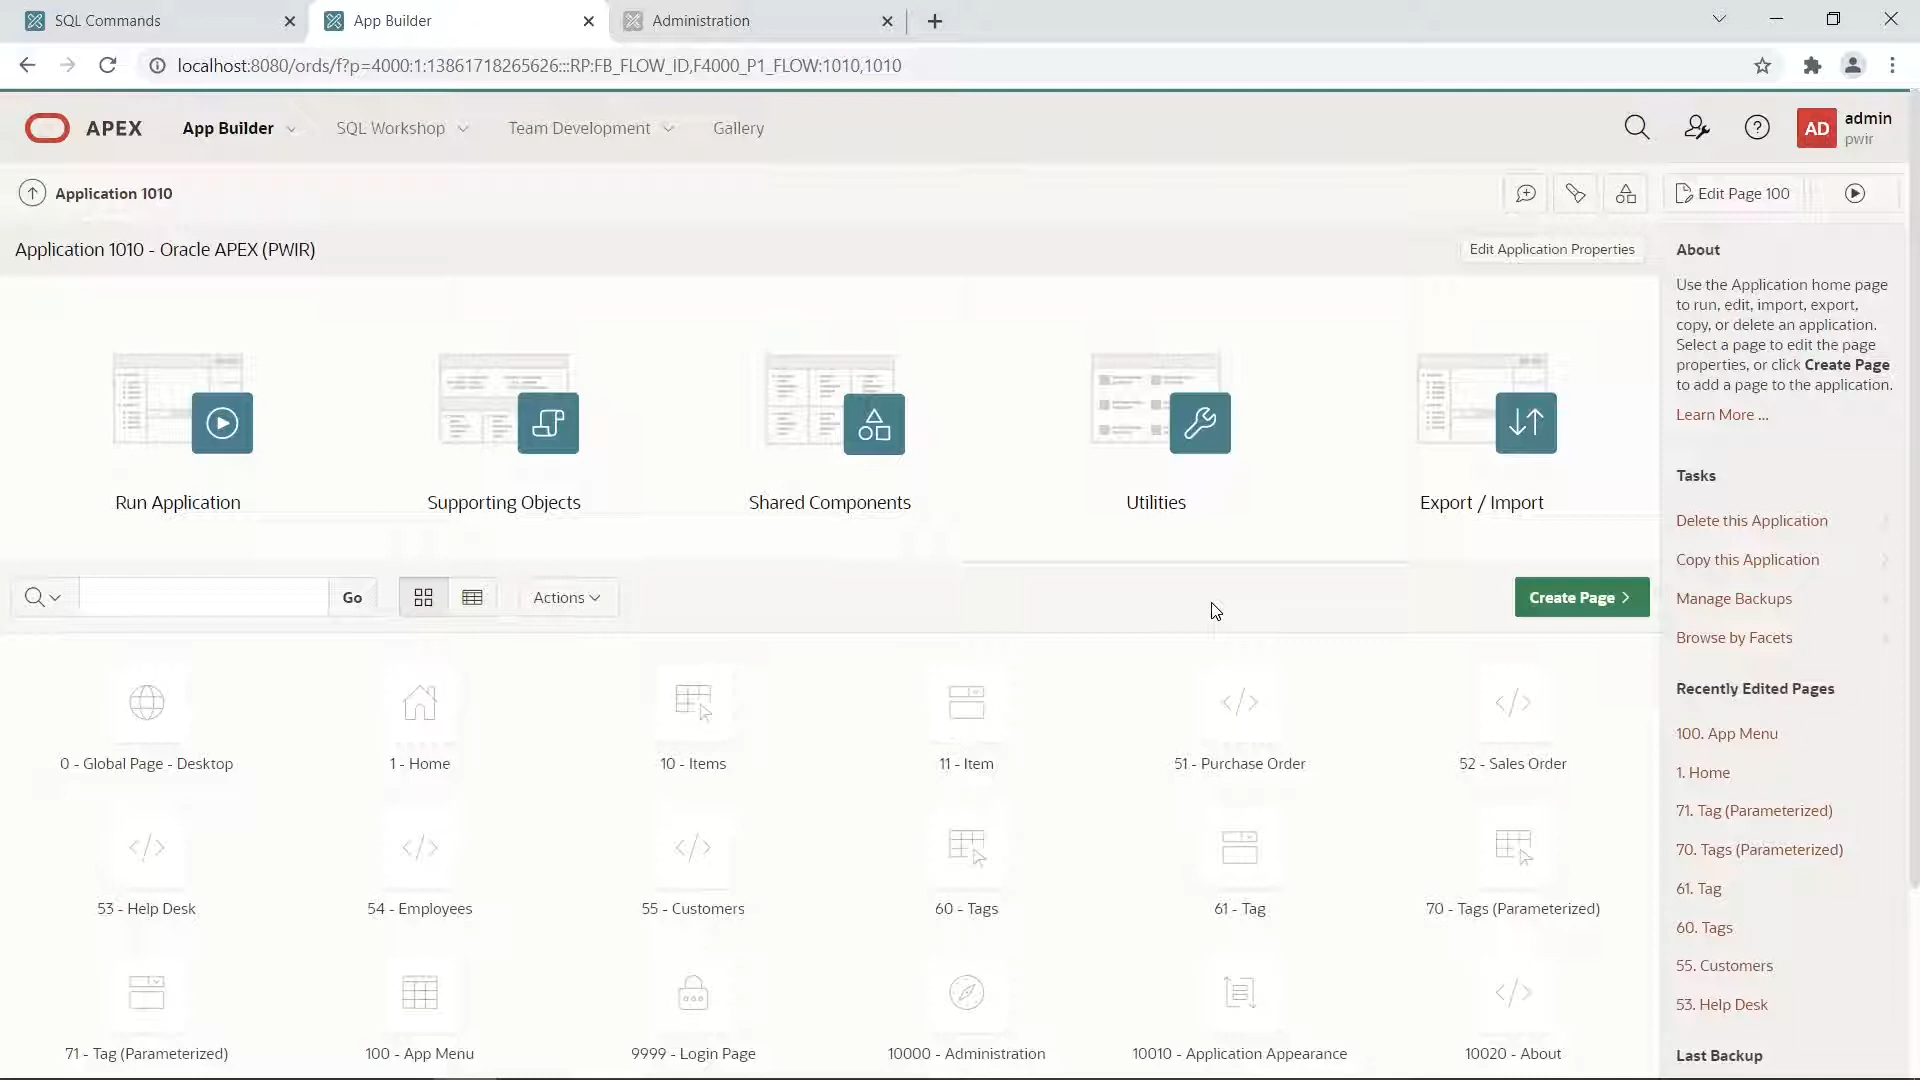 SQL Commands
App Builder
Administration
localhost:8080/ords/f?p=4000:1:13861718265626:::RP:FB_FLOW_ID,F4000_P1_FLOW:1010,1010
APEX
App Builder
SQL Workshop
Team Development
Gallery
AD
admin
pwir
Application 1010
Edit Page 100
Application 1010 - Oracle APEX (PWIR)
Edit Application Properties
Run Application
Supporting Objects
Shared Components
Utilities
Export / Import
Go
Actions
Create Page
0 - Global Page - Desktop
1 - Home
10 - Items
11 - Item
51 - Purchase Order
52 - Sales Order
53 - Help Desk
54 - Employees
55 - Customers
60 - Tags
61 - Tag
70 - Tags (Parameterized)
71 - Tag (Parameterized)
100 - App Menu
9999 - Login Page
10000 - Administration
10010 - Application Appearance
10020 - About
About
Use the Application home page
to run, edit, import, export,
copy, or delete an application.
Select a page to edit the page
properties, or click Create Page
to add a page to the application.
Learn More ...
Tasks
Delete this Application
Copy this Application
Manage Backups
Browse by Facets
Recently Edited Pages
100. App Menu
1. Home
71. Tag (Parameterized)
70. Tags (Parameterized)
61. Tag
60. Tags
55. Customers
53. Help Desk
Last Backup